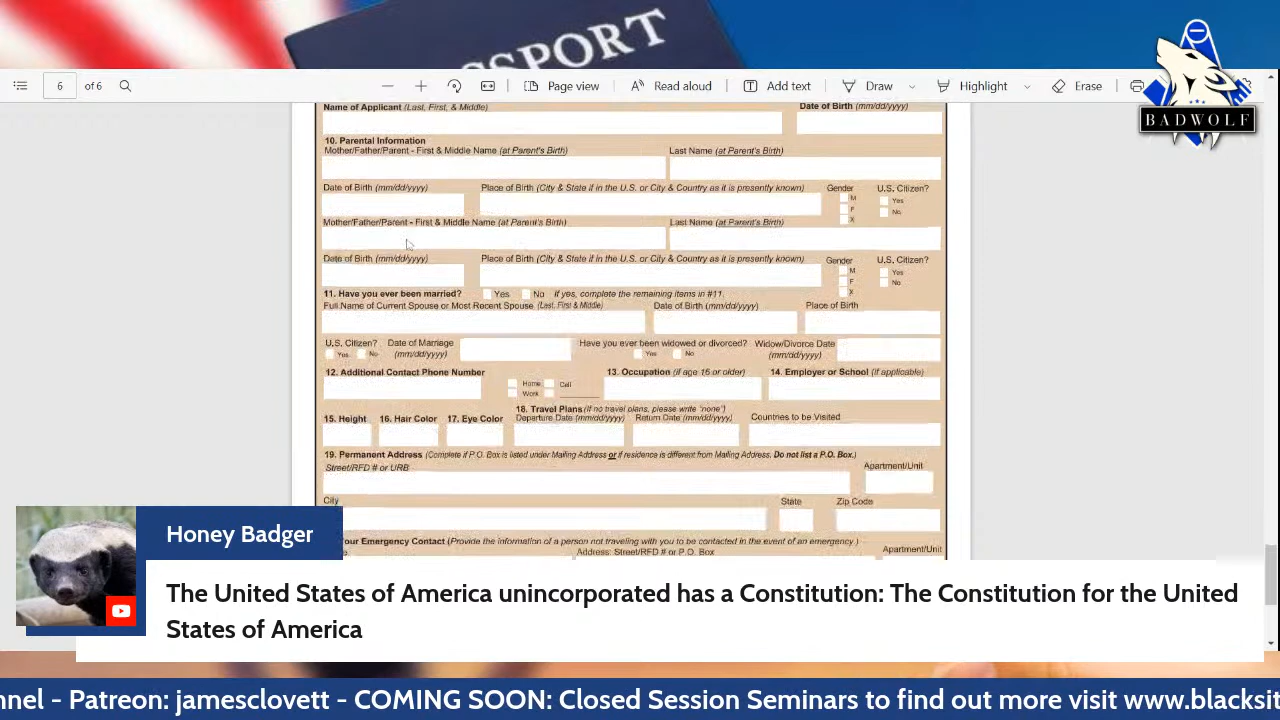 SSPORT
BADWOLF
6 of 6 Page view Read aloud Add text Draw Highlight Erase
Name of Applicant (Last, First, & Middle) Date of Birth (mm/dd/yyyy)
10. Parental Information
Mother/Father/Parent - First & Middle Name (at Parent's Birth) Last Name (at Parent's Birth)
Date of Birth (mm/dd/yyyy) Place of Birth (City & State if in the U.S. or City & Country as it is presently known) Gender U.S. Citizen?
M Yes
F No
X
Mother/Father/Parent - First & Middle Name (at Parent's Birth) Last Name (at Parent's Birth)
Date of Birth (mm/dd/yyyy) Place of Birth (City & State if in the U.S. or City & Country as it is presently known) Gender U.S. Citizen?
M Yes
F No
X
11. Have you ever been married? Yes No If yes, complete the remaining items in #11.
Full Name of Current Spouse or Most Recent Spouse (Last, First & Middle) Date of Birth (mm/dd/yyyy) Place of Birth
U.S. Citizen? Date of Marriage Have you ever been widowed or divorced? Widow/Divorce Date
Yes No (mm/dd/yyyy) Yes No (mm/dd/yyyy)
12. Additional Contact Phone Number 13. Occupation (if age 16 or older) 14. Employer or School (if applicable)
Home Cell
Work
18. Travel Plans (If no travel plans, please write "none")
15. Height 16. Hair Color 17. Eye Color Departure Date (mm/dd/yyyy) Return Date (mm/dd/yyyy) Countries to be Visited
19. Permanent Address (Complete if P.O. Box is listed under Mailing Address or if residence is different from Mailing Address. Do not list a P.O. Box.)
Street/RFD # or URB Apartment/Unit
City State Zip Code
Your Emergency Contact (Provide the information of a person not traveling with you to be contacted in the event of an emergency.)
Address: Street/RFD # or P.O. Box Apartment/Unit
Honey Badger
The United States of America unincorporated has a Constitution: The Constitution for the United
States of America
nnel - Patreon: jamesclovett - COMING SOON: Closed Session Seminars to find out more visit www.blacksit